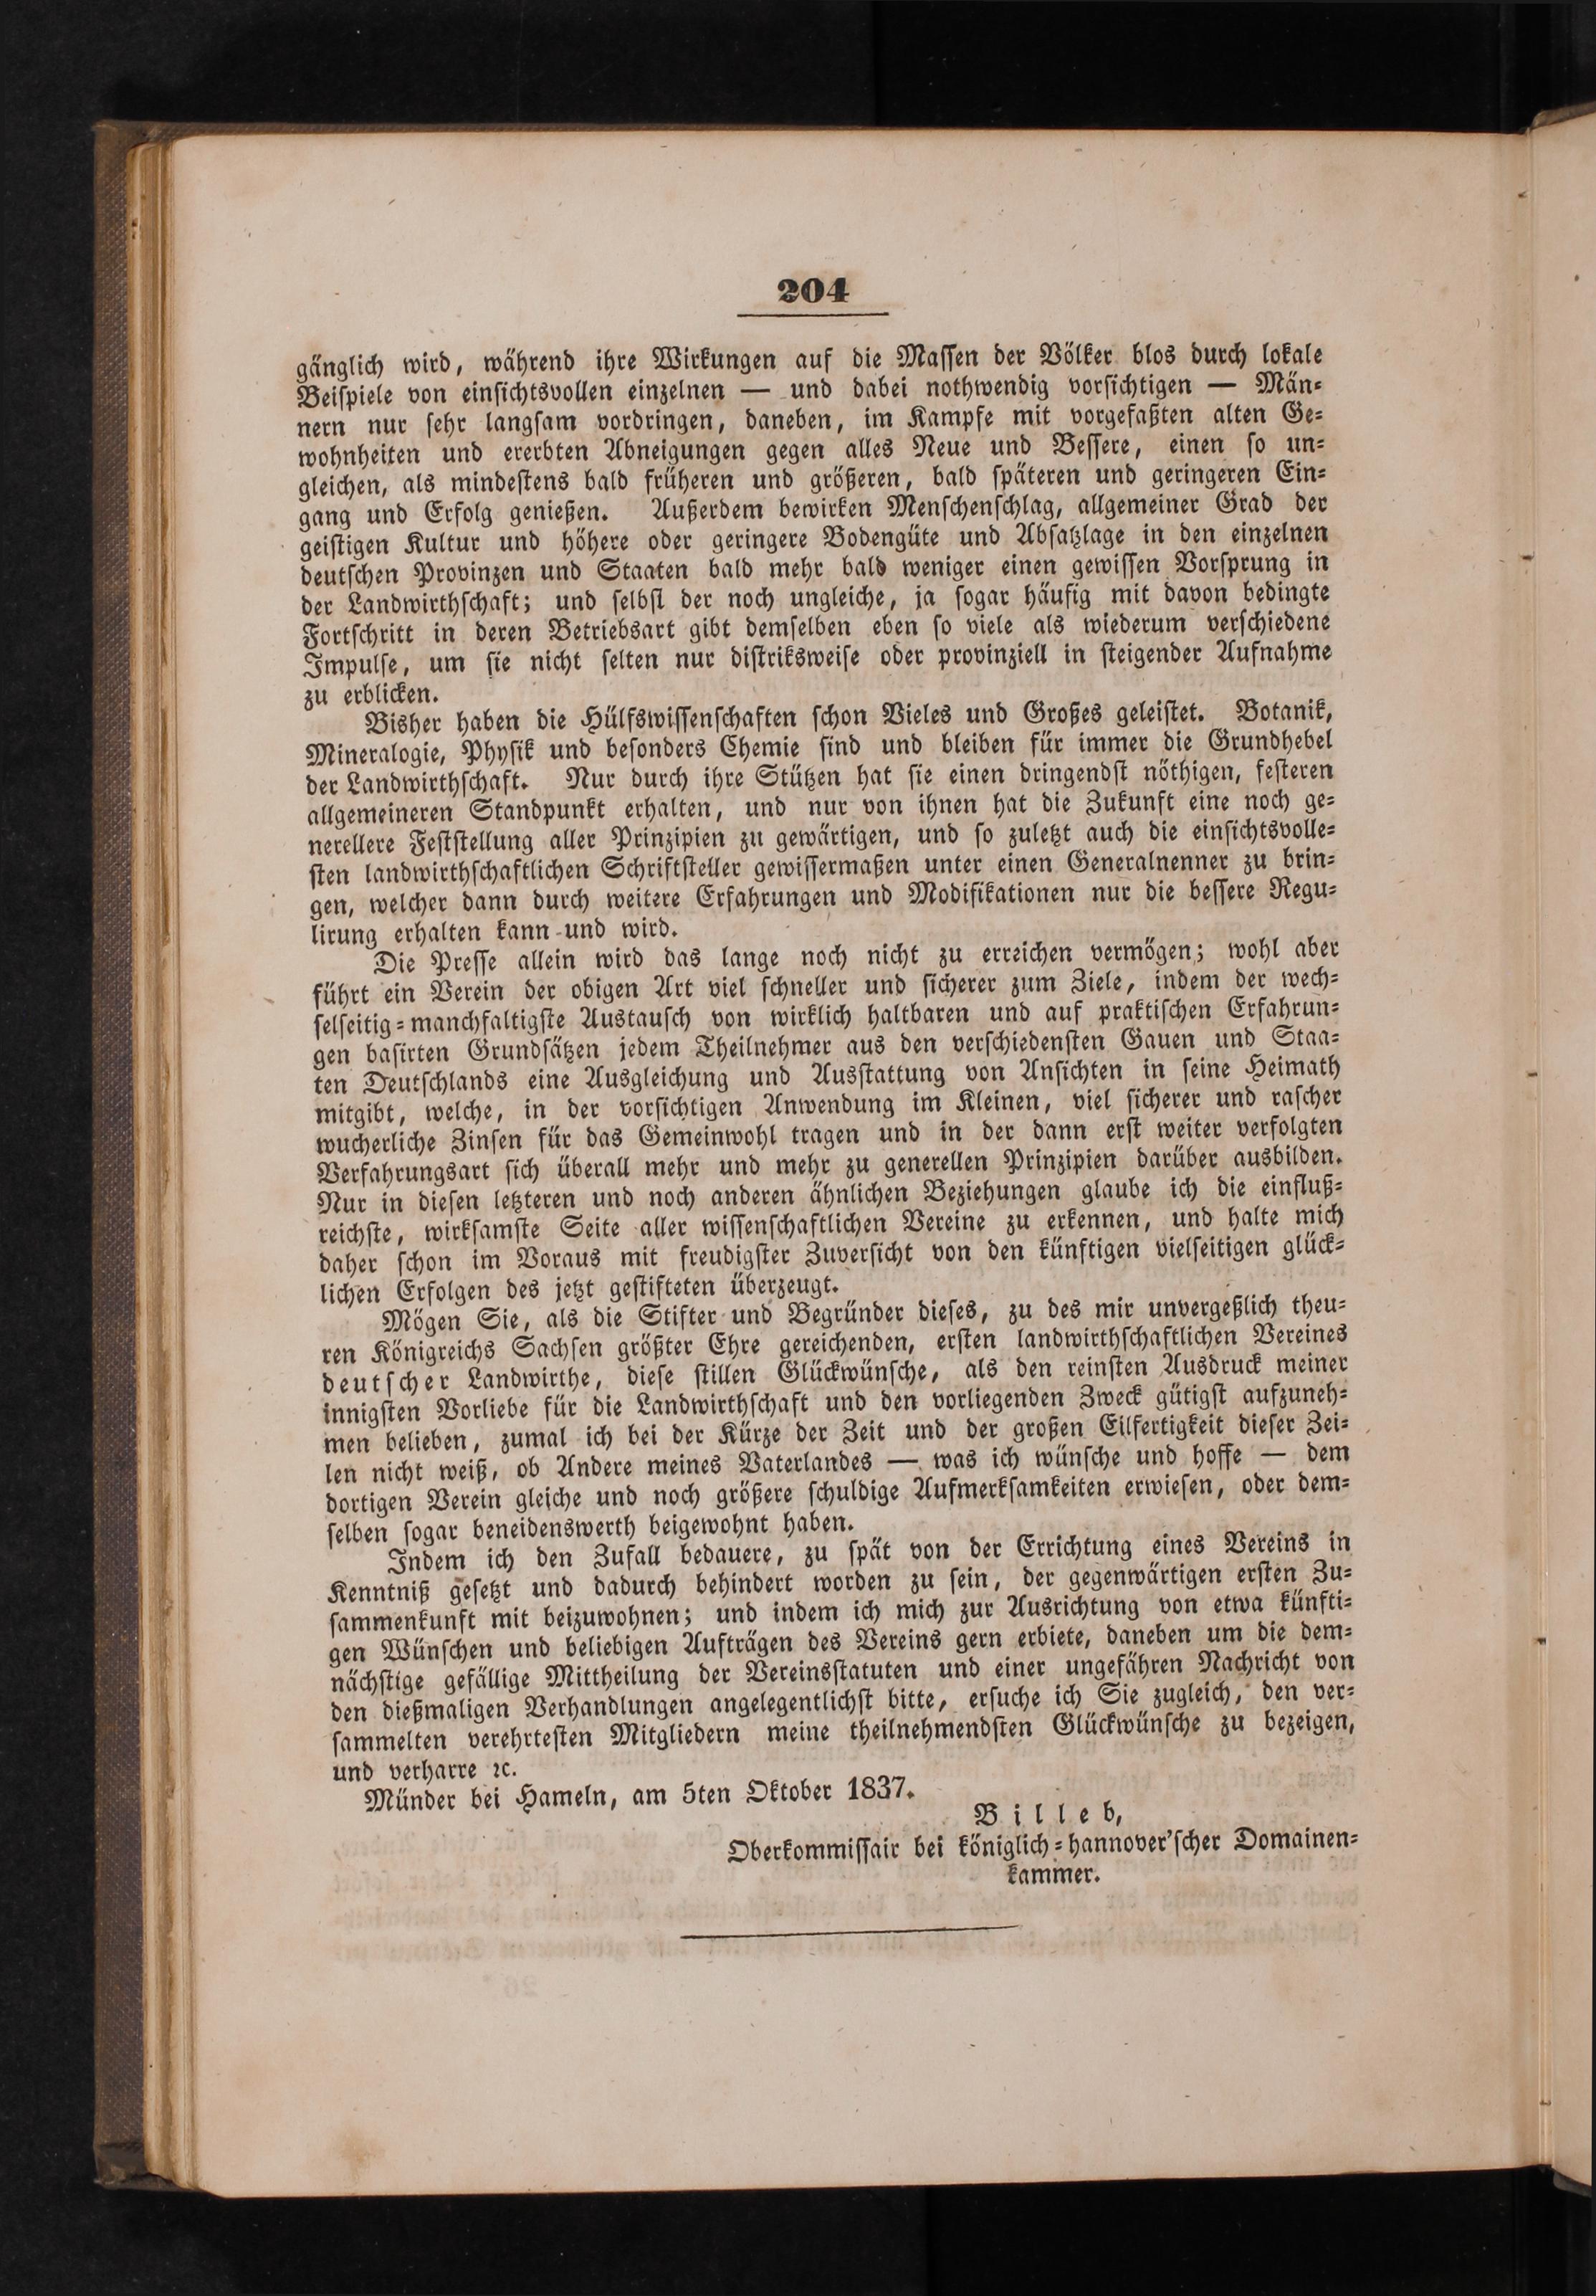 204
gänglich wird, während ihre Wirkungen auf die Massen der Völker blos durch lokale
Beispiele von einsichtsvollen einzelnen — und dabei nothwendig vorsichtigen — Män-
nern nur sehr langsam vordringen, daneben, im Kampfe mit vorgefaßten alten Ge-
wohnheiten und ererbten Abneigungen gegen alles Neue und Bessere, einen so un-
gleichen, als mindestens bald früheren und größeren, bald späteren und geringeren Ein-
gang und Erfolg genießen. Außerdem bewirken Menschenschlag, allgemeiner Grad der
geistigen Kultur und höhere oder geringere Bodengüte und Absatzlage in den einzelnen
deutschen Provinzen und Staaten bald mehr bald weniger einen gewissen Vorsprung in
der Landwirthschaft; und selbst der noch ungleiche, ja sogar häufig mit davon bedingte
Fortschritt in deren Betriebsart gibt demselben eben so viele als wiederum verschiedene
Impulse, um sie nicht selten nur distriksweise oder provinziell in steigender Aufnahme
zu erblicken.
Bisher haben die Hülfswissenschaften schon Vieles und Großes geleistet. Botanik,
Mineralogie, Physik und besonders Chemie sind und bleiben für immer die Grundhebel
der Landwirthschaft. Nur durch ihre Stützen hat sie einen dringendst nöthigen, festeren
allgemeineren Standpunkt erhalten, und nur von ihnen hat die Zukunft eine noch ge-
nerellere Feststellung aller Prinzipien zu gewärtigen, und so zuletzt auch die einsichtsvolle-
sten landwirthschaftlichen Schriftsteller gewissermaßen unter einen Generalnenner zu brin-
gen, welcher dann durch weitere Erfahrungen und Modifikationen nur die bessere Regu-
lirung erhalten kann und wird.
Die Presse allein wird das lange noch nicht zu erreichen vermögen; wohl aber
führt ein Verein der obigen Art viel schneller und sicherer zum Ziele, indem der wech-
selseitig-manchfaltigste Austausch von wirklich haltbaren und auf praktischen Erfahrun-
gen basirten Grundsätzen jedem Theilnehmer aus den verschiedensten Gauen und Staa-
ten Deutschlands eine Ausgleichung und Ausstattung von Ansichten in seine Heimath
mitgibt, welche, in der vorsichtigen Anwendung im Kleinen, viel sicherer und rascher
wucherliche Zinsen für das Gemeinwohl tragen und in der dann erst weiter verfolgten
Verfahrungsart sich überall mehr und mehr zu generellen Prinzipien darüber ausbilden.
Nur in diesen letzteren und noch anderen ähnlichen Beziehungen glaube ich die einfluß-
reichste, wirksamste Seite aller wissenschaftlichen Vereine zu erkennen, und halte mich
daher schon im Voraus mit freudigster Zuversicht von den künftigen vielseitigen glück-
lichen Erfolgen des jetzt gestifteten überzeugt.
Mögen Sie, als die Stifter und Begründer dieses, zu des mir unvergeßlich theu-
ren Königreichs Sachsen größter Ehre gereichenden, ersten landwirthschaftlichen Vereines
deutscher Landwirthe, diese stillen Glückwünsche, als den reinsten Ausdruck meiner
innigsten Vorliebe für die Landwirthschaft und den vorliegenden Zweck gütigst aufzuneh-
men belieben, zumal ich bei der Kürze der Zeit und der großen Eilfertigkeit dieser Zei-
len nicht weiß, ob Andere meines Vaterlandes — was ich wünsche und hoffe — dem
dortigen Verein gleiche und noch größere schuldige Aufmerksamkeiten erwiesen, oder dem-
selben sogar beneidenswerth beigewohnt haben.
Indem ich den Zufall bedauere, zu spät von der Errichtung eines Vereins in
Kenntniß gesetzt und dadurch behindert worden zu sein, der gegenwärtigen ersten Zu-
sammenkunft mit beizuwohnen; und indem ich mich zur Ausrichtung von etwa künfti-
gen Wünschen und beliebigen Aufträgen des Vereins gern erbiete, daneben um die dem-
nächstige gefällige Mittheilung der Vereinsstatuten und einer ungefähren Nachricht von
den dießmaligen Verhandlungen angelegentlichst bitte, ersuche ich Sie zugleich, den ver-
sammelten verehrtesten Mitgliedern meine theilnehmendsten Glückwünsche zu bezeigen,
und verharre ꝛc.
Münder bei Hameln, am 5ten Oktober 1837.
Billeb,
Oberkommissair bei königlich-hannover'scher Domainen-
kammer.